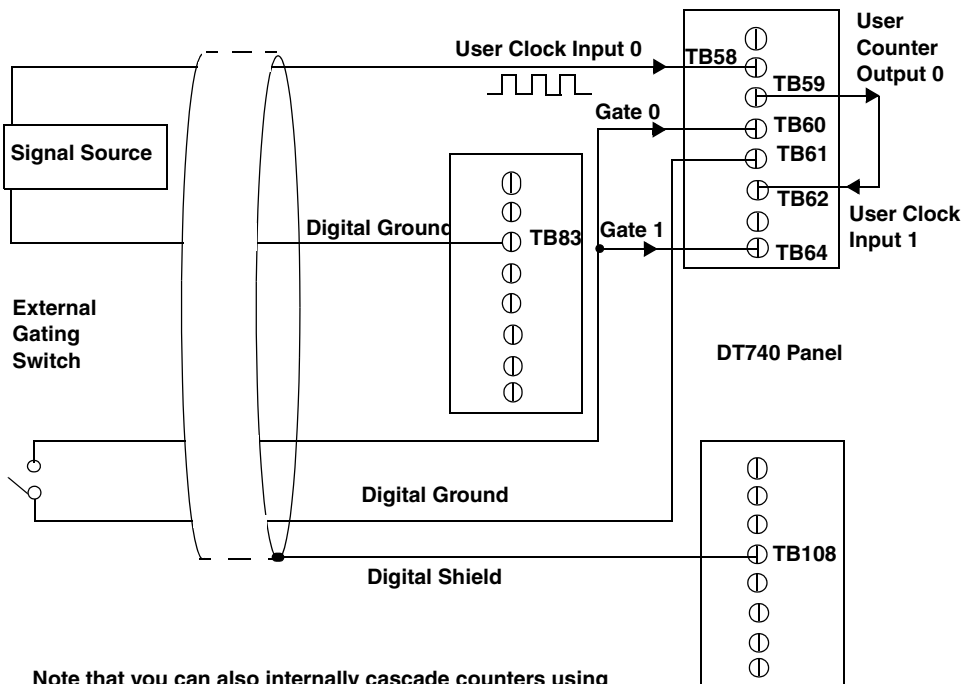 User
Counter
Output 0
User Clock Input 0
TB58
TB59
Gate 0
TB60
Signal Source
TB61
TB62
Digital Ground
TB83
Gate 1
User Clock
Input 1
TB64
External
Gating
Switch
DT740 Panel
Digital Ground
TB108
Digital Shield
Note that you can also internally cascade counters using